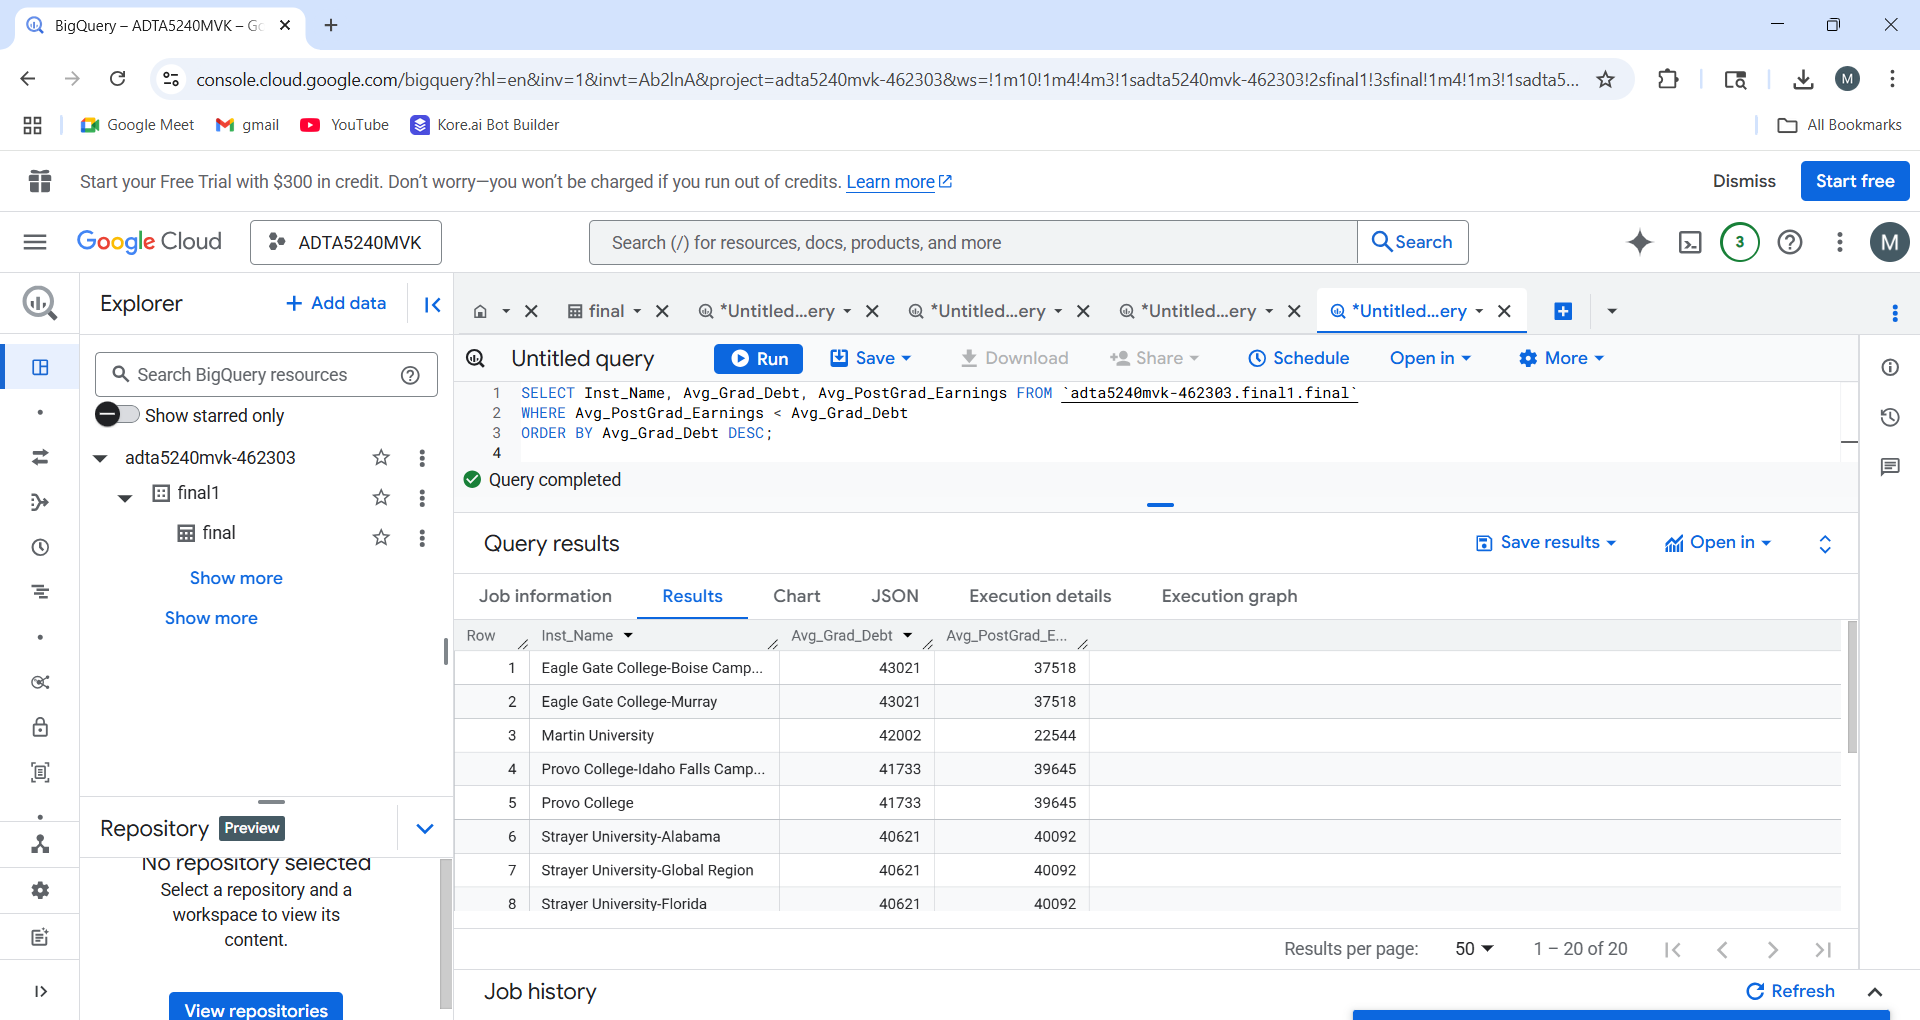 BigQuery – ADTA5240MVK – Go
console.cloud.google.com/bigquery?hl=en&inv=1&invt=Ab2lnA&project=adta5240mvk-462303&ws=!1m10!1m4!4m3!1sadta5240mvk-462303!2sfinal1!3sfinal!1m4!1m3!1sadta5...
M
Google Meet
gmail
YouTube
Kore.ai Bot Builder
All Bookmarks
Start your Free Trial with $300 in credit. Don’t worry—you won’t be charged if you run out of credits. Learn more
Dismiss
Start free
Google Cloud
ADTA5240MVK
Search (/) for resources, docs, products, and more
Search
3
M
Explorer
+ Add data
final
*Untitled...ery
*Untitled...ery
*Untitled...ery
*Untitled...ery
Search BigQuery resources
Show starred only
adta5240mvk-462303
final1
final
Show more
Show more
Untitled query
Run
Save
Download
Share
Schedule
Open in
More
1 SELECT Inst_Name, Avg_Grad_Debt, Avg_PostGrad_Earnings FROM `adta5240mvk-462303.final1.final`
2 WHERE Avg_PostGrad_Earnings < Avg_Grad_Debt
3 ORDER BY Avg_Grad_Debt DESC;
4
Query completed
Query results
Save results
Open in
Job information
Results
Chart
JSON
Execution details
Execution graph
Row Inst_Name Avg_Grad_Debt Avg_PostGrad_E...
1 Eagle Gate College-Boise Camp... 43021 37518
2 Eagle Gate College-Murray 43021 37518
3 Martin University 42002 22544
4 Provo College-Idaho Falls Camp... 41733 39645
5 Provo College 41733 39645
6 Strayer University-Alabama 40621 40092
7 Strayer University-Global Region 40621 40092
8 Strayer University-Florida 40621 40092
Results per page: 50 1 – 20 of 20
Repository Preview
No repository selected
Select a repository and a
workspace to view its
content.
View repositories
Job history
Refresh